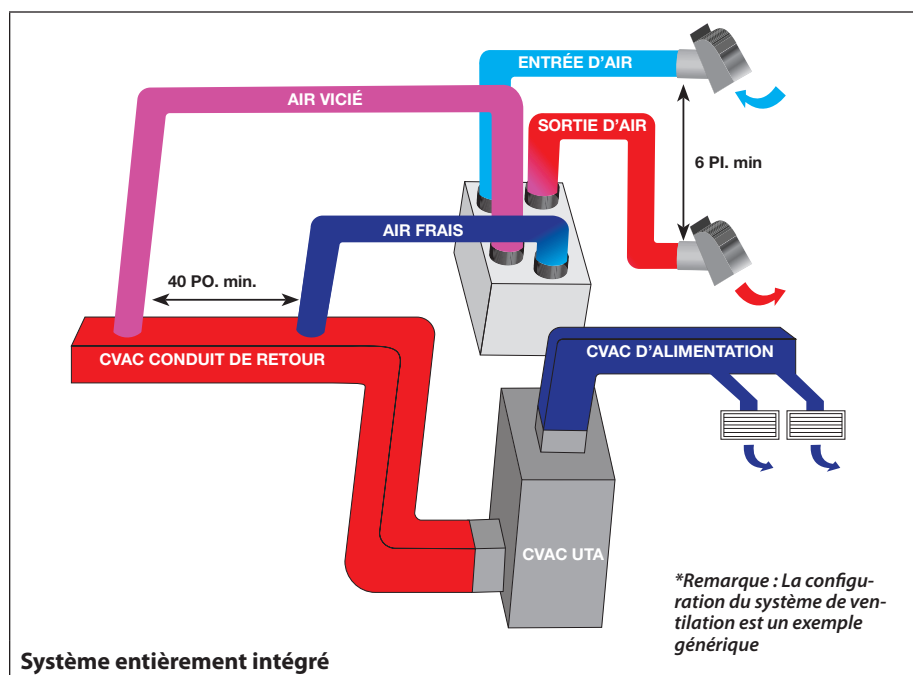 ENTRÉE D'AIR
AIR VICIÉ
SORTIE D'AIR
6 PI. min
AIR FRAIS
40 PO. min.
CVAC CONDUIT DE RETOUR
CVAC D'ALIMENTATION
CVAC UTA
*Remarque : La configu-
ration du système de ven-
tilation est un exemple
générique
Système entièrement intégré